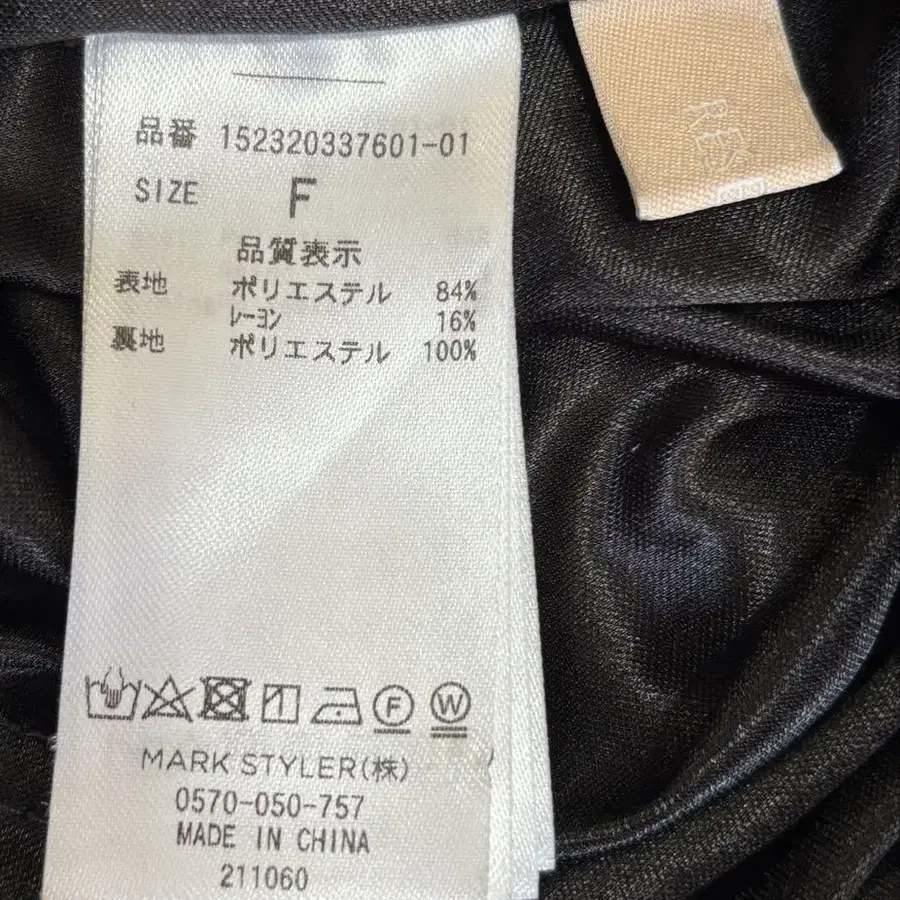 品番 152320337601-01
SIZE F
品質表示
表地 ポリエステル 84%
レーヨン 16%
裏地 ポリエステル 100%
F W
MARK STYLER(株)
0570-050-757
MADE IN CHINA
211060